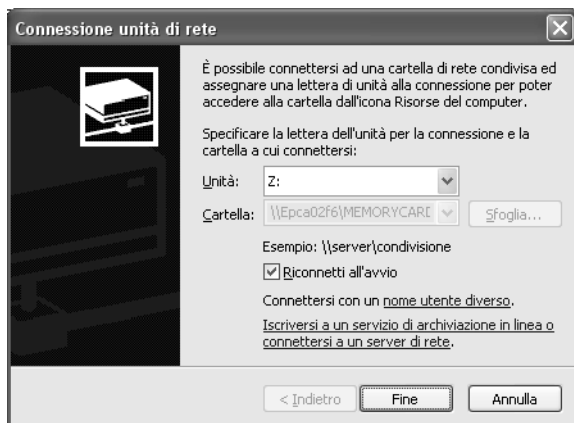 Connessione unità di rete
È possibile connettersi ad una cartella di rete condivisa ed
assegnare una lettera di unità alla connessione per poter
accedere alla cartella dall'icona Risorse del computer.
Specificare la lettera dell'unità per la connessione e la
cartella a cui connettersi:
Unità: Z:
Cartella: \\Epca02f6\MEMORYCARD Sfoglia...
Esempio: \\server\condivisione
Riconnetti all'avvio
Connettersi con un nome utente diverso.
Iscriversi a un servizio di archiviazione in linea o
connettersi a un server di rete.
< Indietro Fine Annulla